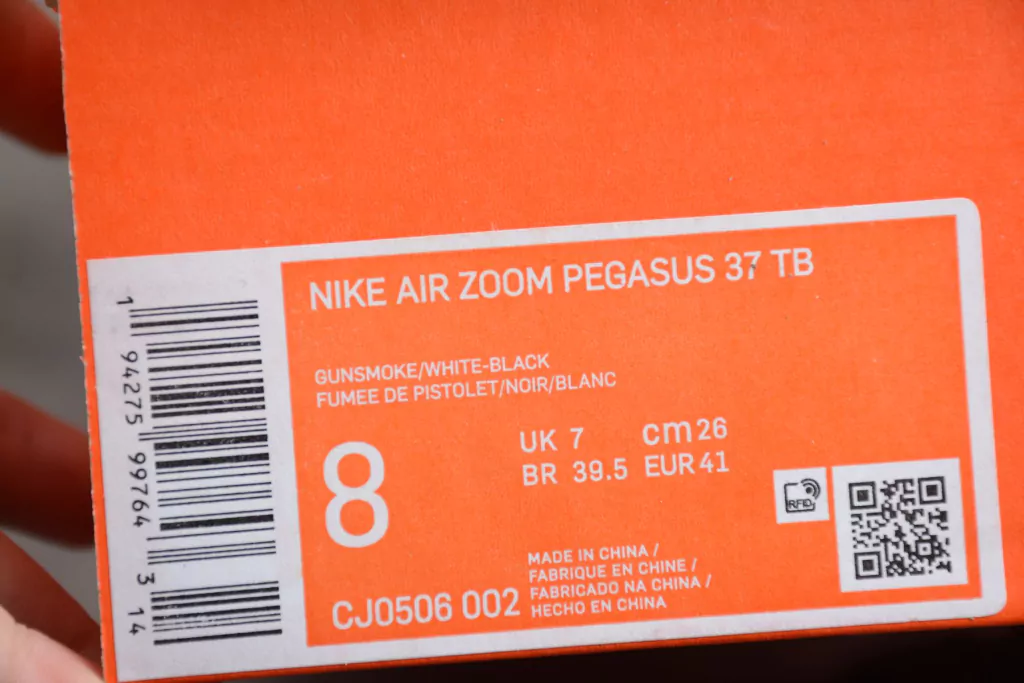 NIKE AIR ZOOM PEGASUS 37 TB
GUNSMOKE/WHITE-BLACK
FUMEE DE PISTOLET/NOIR/BLANC
8
UK 7 cm 26
BR 39.5 EUR 41
RFID
CJ0506 002
MADE IN CHINA /
FABRIQUE EN CHINE /
FABRICADO NA CHINA /
HECHO EN CHINA
1 94275 99764 3 14